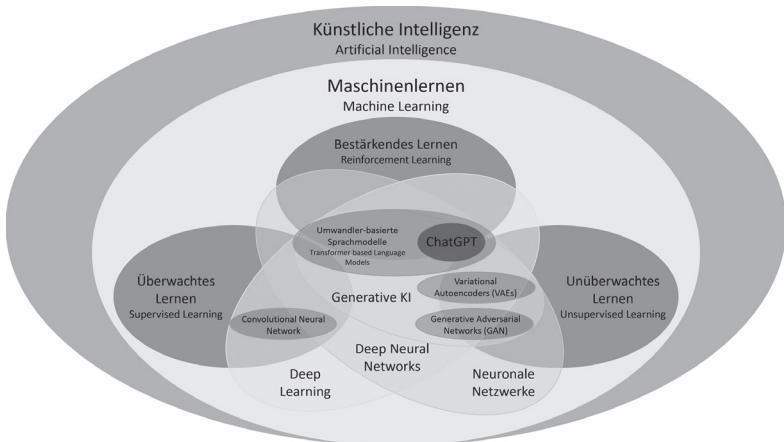 Künstliche Intelligenz
Artificial Intelligence
Maschinenlernen
Machine Learning
Bestärkendes Lernen
Reinforcement Learning
Umwandler-basierte
Sprachmodelle
Transformer based Language
Models
ChatGPT
Überwachtes
Lernen
Supervised Learning
Generative KI
Variational
Autoencoders (VAEs)
Unüberwachtes
Lernen
Unsupervised Learning
Convolutional Neural
Network
Generative Adversarial
Networks (GAN)
Deep Neural
Networks
Deep
Learning
Neuronale
Netzwerke